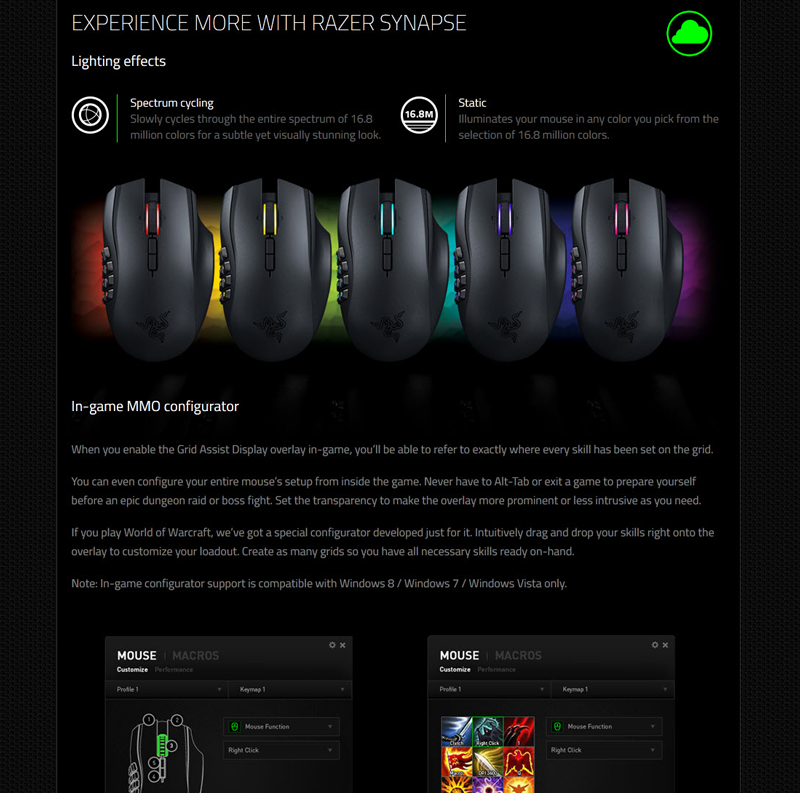 EXPERIENCE MORE WITH RAZER SYNAPSE
Lighting effects
Spectrum cycling
Slowly cycles through the entire spectrum of 16.8
million colors for a subtle yet visually stunning look.
16.8M
Static
Illuminates your mouse in any color you pick from the
selection of 16.8 million colors.
In-game MMO configurator
When you enable the Grid Assist Display overlay in-game, you'll be able to refer to exactly where every skill has been set on the grid.
You can even configure your entire mouse's setup from inside the game. Never have to Alt-Tab or exit a game to prepare yourself
before an epic dungeon raid or boss fight. Set the transparency to make the overlay more prominent or less intrusive as you need.
If you play World of Warcraft, we've got a special configurator developed just for it. Intuitively drag and drop your skills right onto the
overlay to customize your loadout. Create as many grids so you have all necessary skills ready on-hand.
Note: In-game configurator support is compatible with Windows 8 / Windows 7 / Windows Vista only.
MOUSE | MACROS
Customize Performance
Profile 1 Keymap 1
1 2
Mouse Function
3
Right Click
4
5
MOUSE | MACROS
Customize Performance
Profile 1 Keymap 1
Clutch Right Click
Mouse Function
Right Click